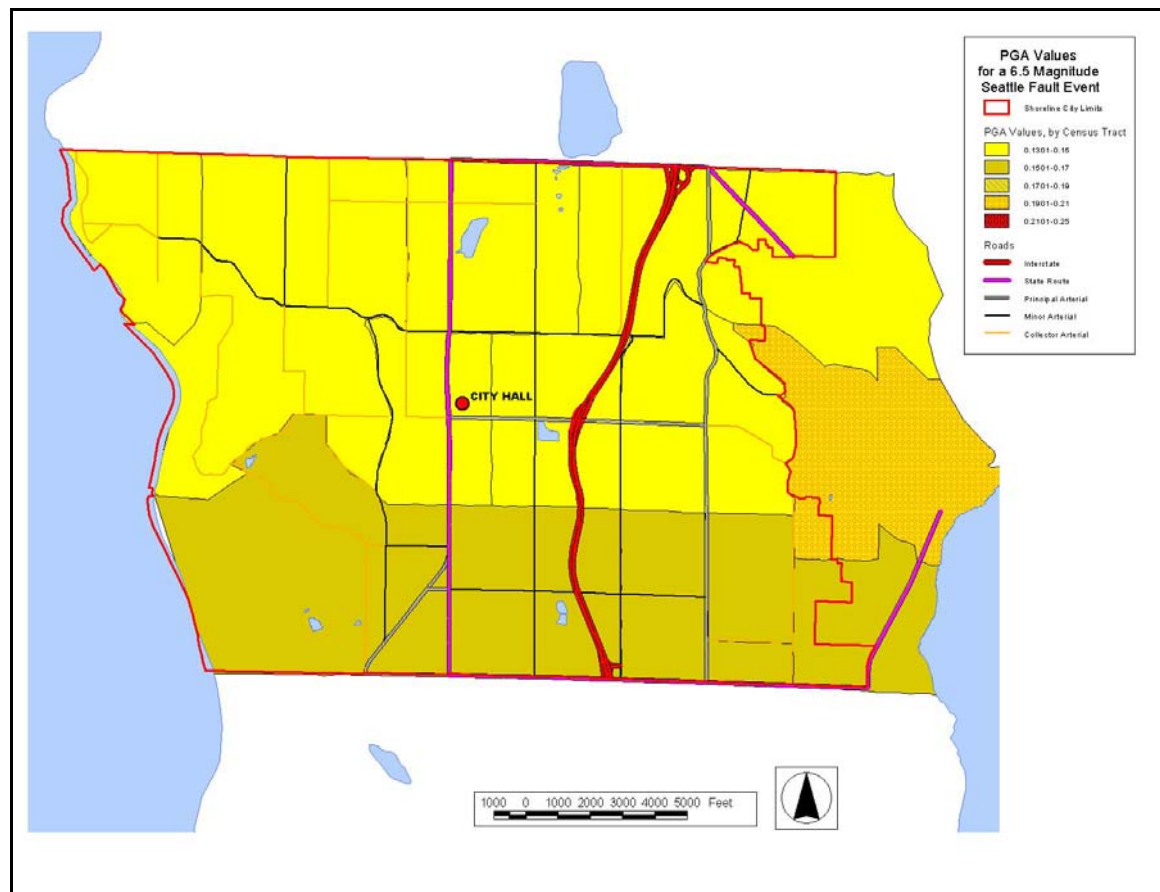 PGA Values
for a 6.5 Magnitude
Seattle Fault Event
Shoreline City Limits
PGA Values, by Census Tract
0.1301-0.15
0.1501-0.17
0.1701-0.19
0.1901-0.21
0.2101-0.25
Roads
Interstate
State Route
Principal Arterial
Minor Arterial
Collector Arterial
CITY HALL
1000 0 1000 2000 3000 4000 5000 Feet